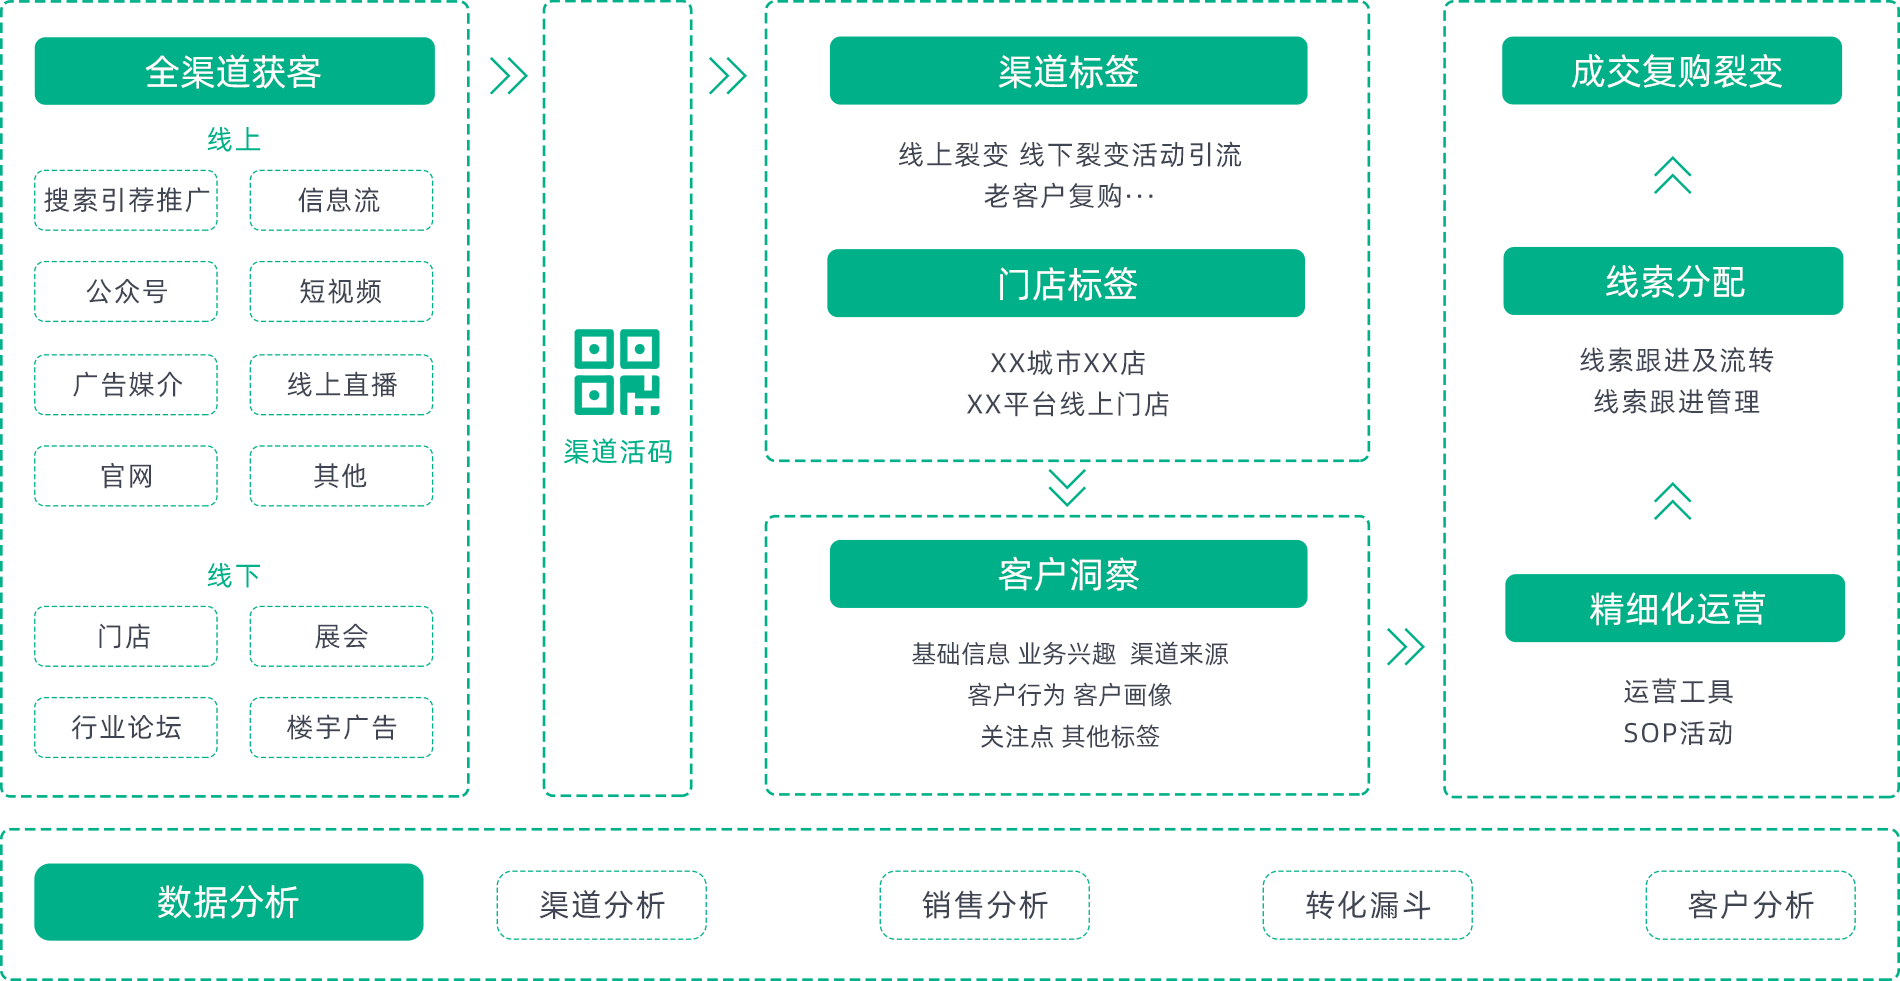 全渠道获客
线上
搜索引荐推广
信息流
公众号
短视频
广告媒介
线上直播
官网
其他
线下
门店
展会
行业论坛
楼宇广告
渠道活码
渠道标签
线上裂变 线下裂变活动引流
老客户复购···
门店标签
XX城市XX店
XX平台线上门店
客户洞察
基础信息 业务兴趣 渠道来源
客户行为 客户画像
关注点 其他标签
成交复购裂变
线索分配
线索跟进及流转
线索跟进管理
精细化运营
运营工具
SOP活动
数据分析
渠道分析
销售分析
转化漏斗
客户分析